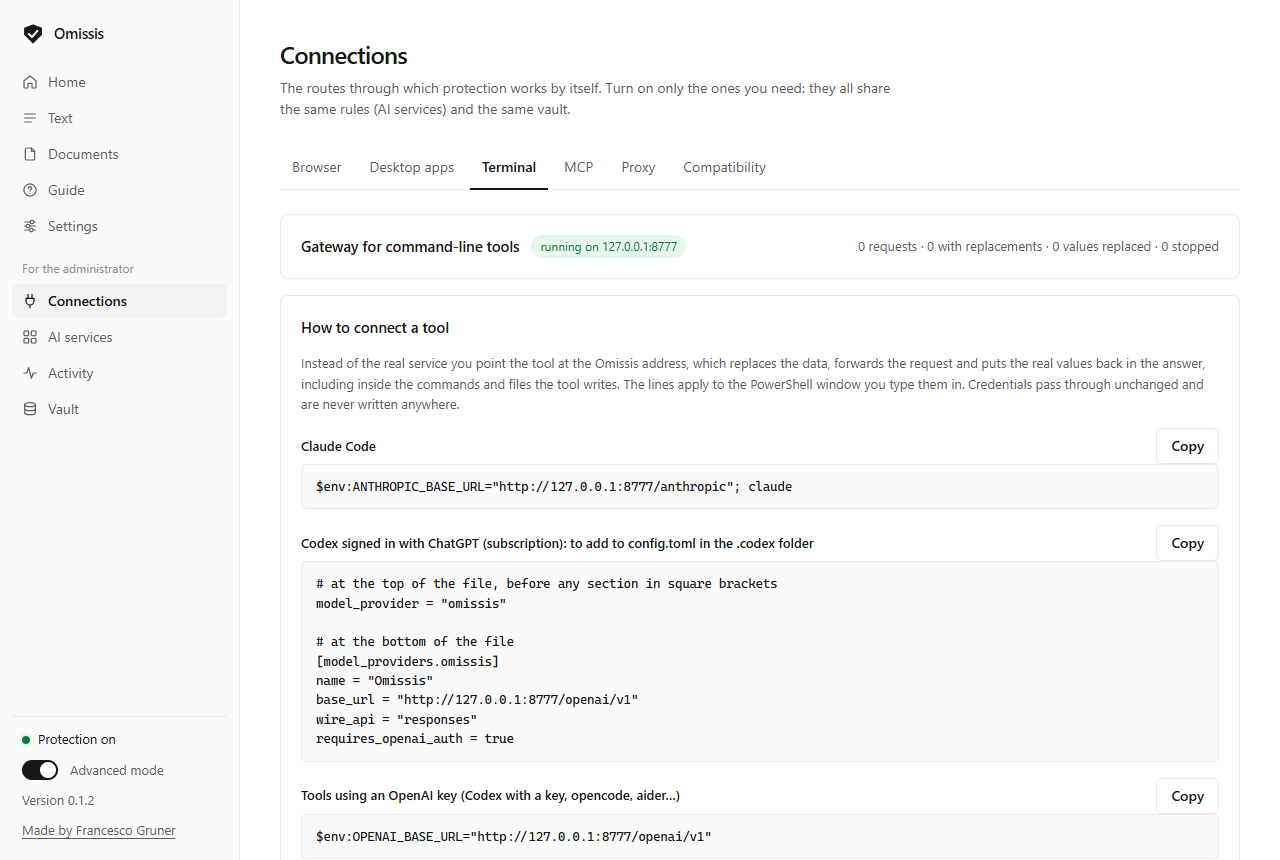 Omissis
Home
Text
Documents
Guide
Settings
For the administrator
Connections
AI services
Activity
Vault
Protection on
Advanced mode
Version 0.1.2
Made by Francesco Gruner
Connections
The routes through which protection works by itself. Turn on only the ones you need: they all share
the same rules (AI services) and the same vault.
Browser
Desktop apps
Terminal
MCP
Proxy
Compatibility
Gateway for command-line tools
running on 127.0.0.1:8777
0 requests · 0 with replacements · 0 values replaced · 0 stopped
How to connect a tool
Instead of the real service you point the tool at the Omissis address, which replaces the data, forwards the request and puts the real values back in the answer,
including inside the commands and files the tool writes. The lines apply to the PowerShell window you type them in. Credentials pass through unchanged and
are never written anywhere.
Claude Code
Copy
$env:ANTHROPIC_BASE_URL="http://127.0.0.1:8777/anthropic"; claude
Codex signed in with ChatGPT (subscription): to add to config.toml in the .codex folder
Copy
# at the top of the file, before any section in square brackets
model_provider = "omissis"
# at the bottom of the file
[model_providers.omissis]
name = "Omissis"
base_url = "http://127.0.0.1:8777/openai/v1"
wire_api = "responses"
requires_openai_auth = true
Tools using an OpenAI key (Codex with a key, opencode, aider...)
Copy
$env:OPENAI_BASE_URL="http://127.0.0.1:8777/openai/v1"